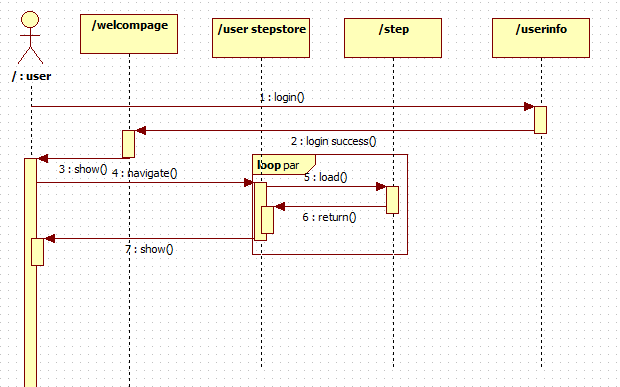 /welcompage
/user stepstore
/step
/userinfo
/ : user
1 : login()
2 : login success()
3 : show()
4 : navigate()
loop par
5 : load()
6 : return()
7 : show()